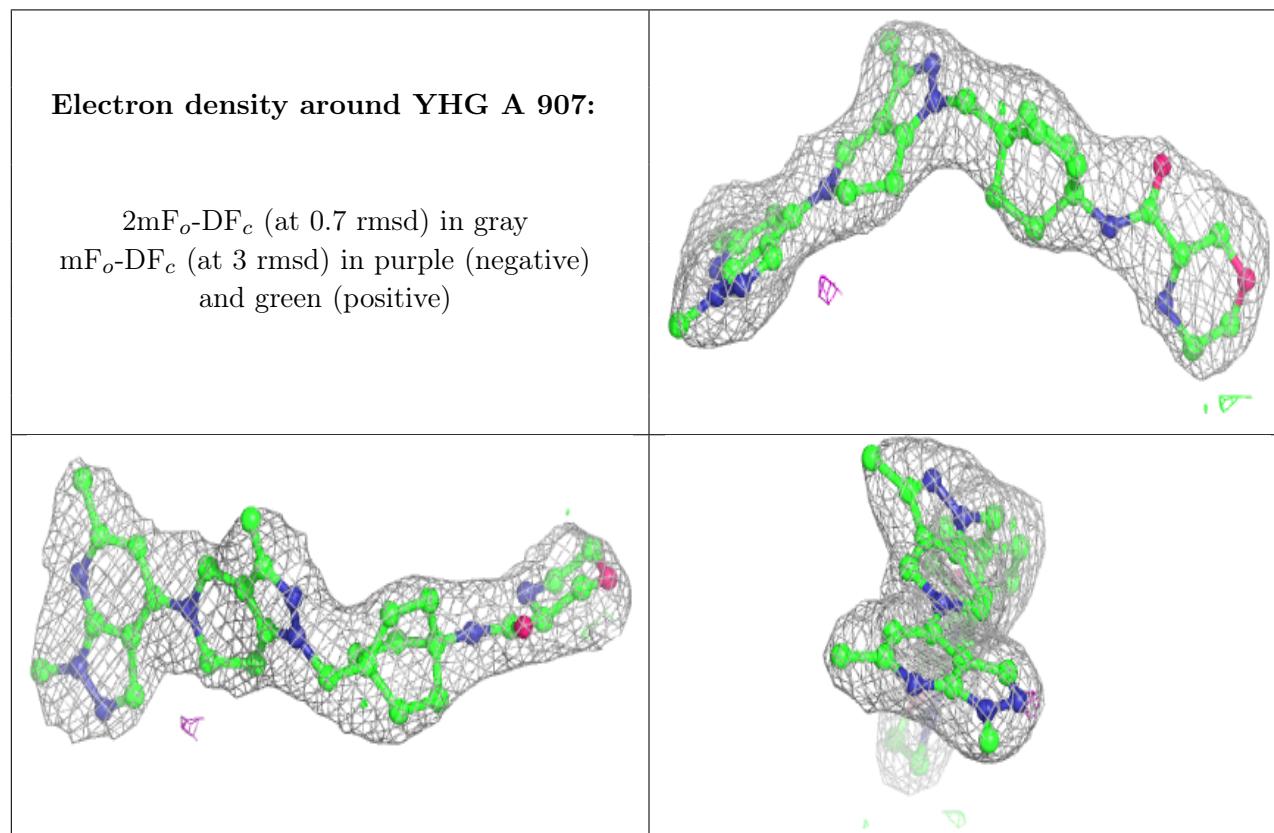 Electron density around YHG A 907:
2mFₒ-DF𝒸 (at 0.7 rmsd) in gray
mFₒ-DF𝒸 (at 3 rmsd) in purple (negative)
and green (positive)